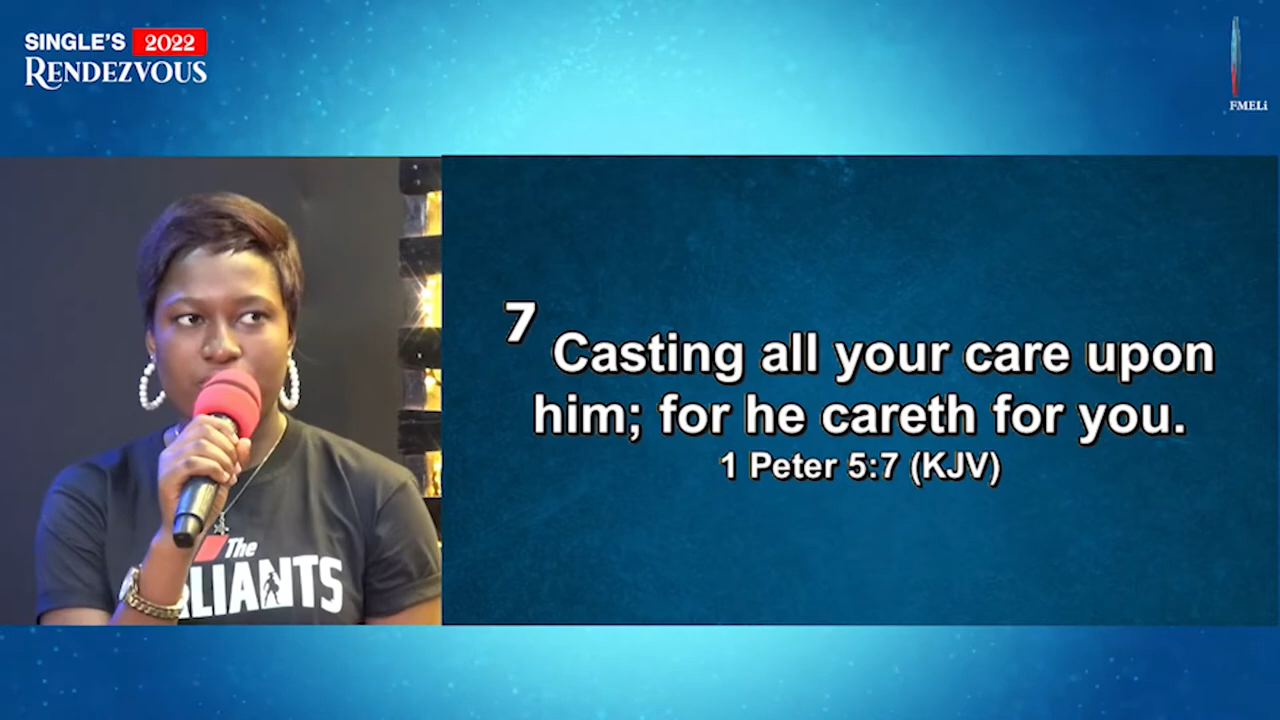 SINGLE'S 2022
RENDEZVOUS
FMELi
7 Casting all your care upon
him; for he careth for you.
1 Peter 5:7 (KJV)
The
LIANTS